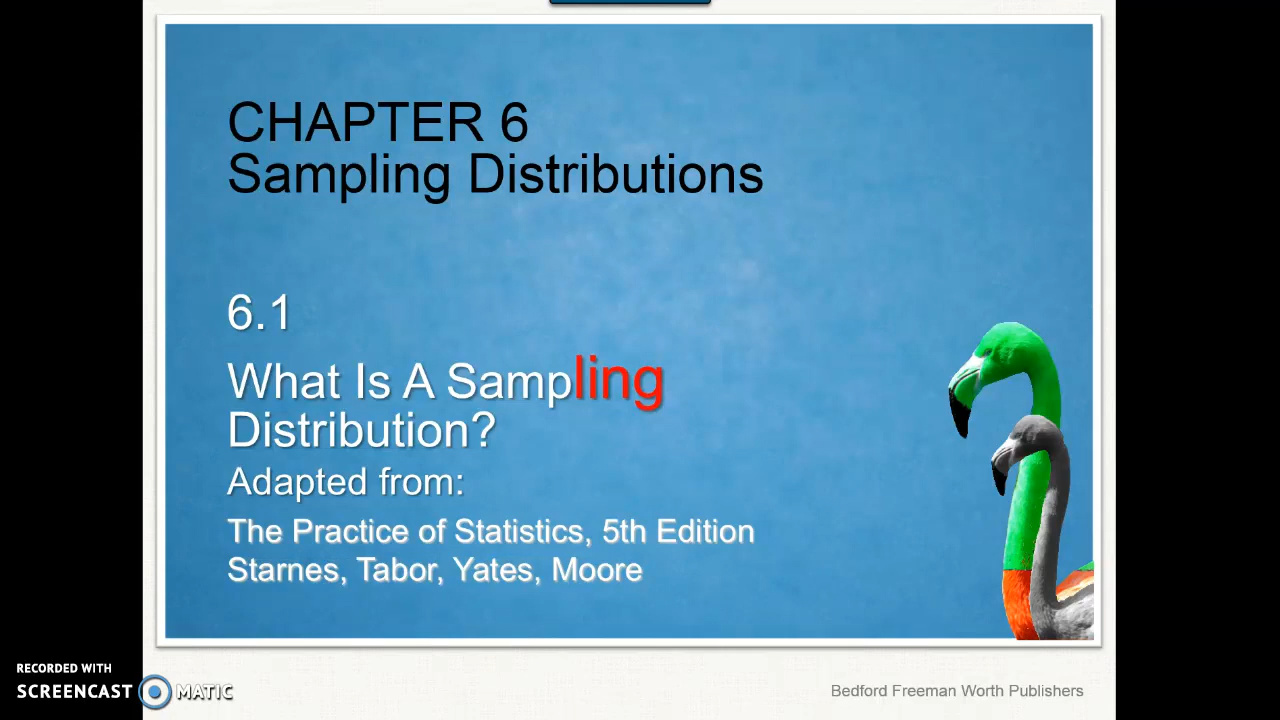 CHAPTER 6
Sampling Distributions
6.1
What Is A Sampling
Distribution?
Adapted from:
The Practice of Statistics, 5th Edition
Starnes, Tabor, Yates, Moore
RECORDED WITH
SCREENCAST MATIC
Bedford Freeman Worth Publishers